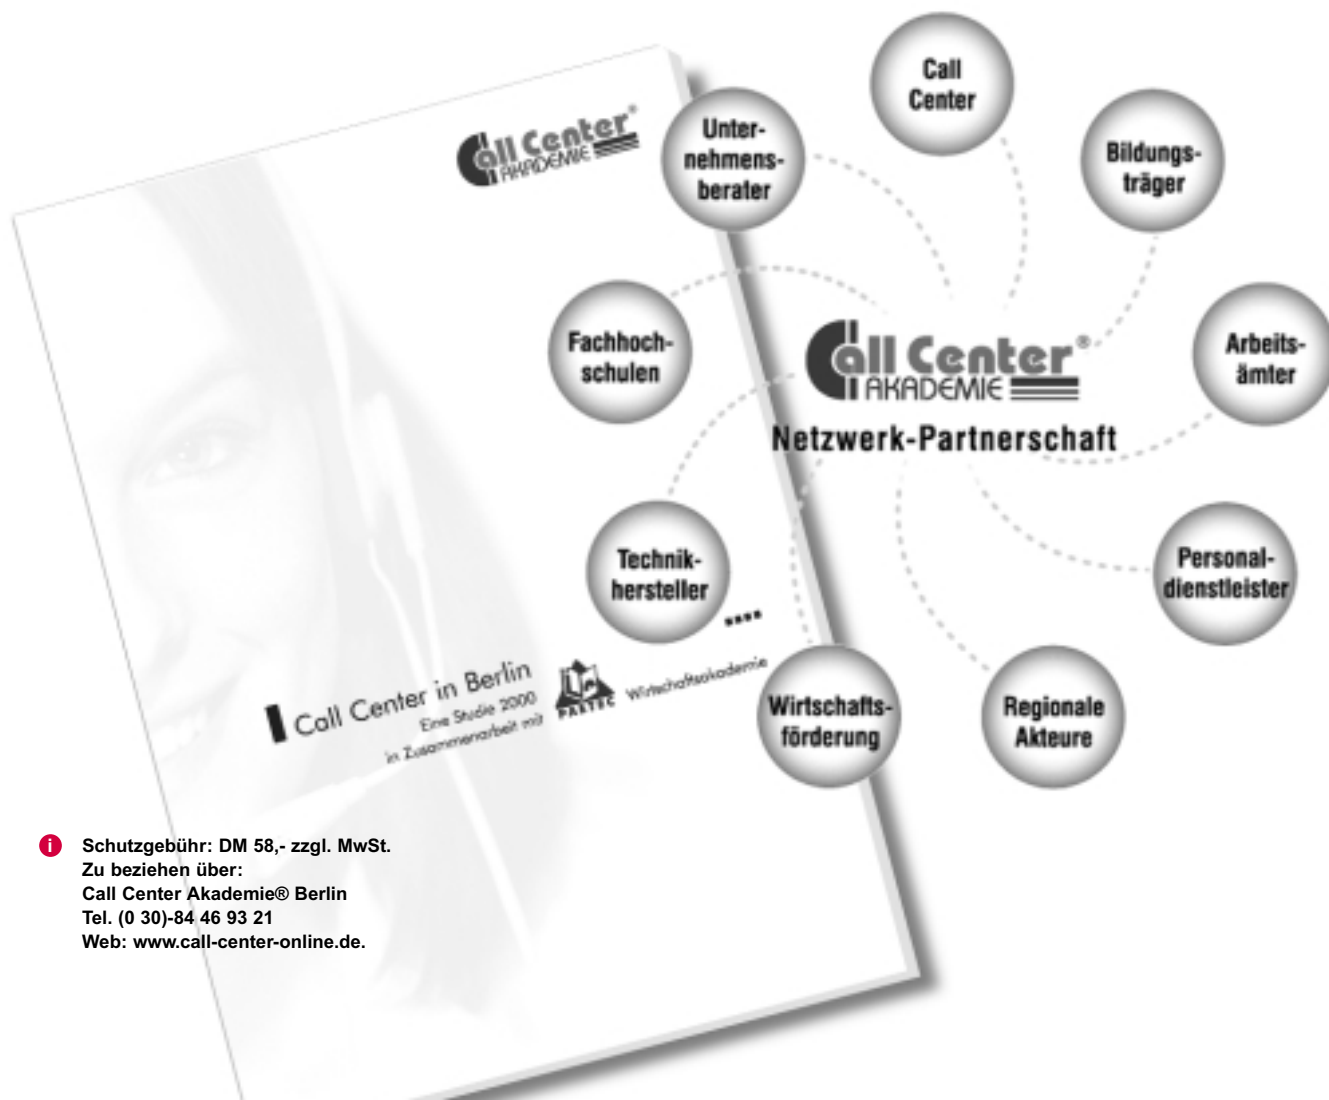 Call Center®
AKADEMIE
Call
Center
Unter-
nehmens-
berater
Bildungs-
träger
Fachhoch-
schulen
Call Center®
AKADEMIE
Netzwerk-Partnerschaft
Arbeits-
ämter
Technik-
hersteller
Personal-
dienstleister
Wirtschafts-
förderung
Regionale
Akteure
Call Center in Berlin
Eine Studie 2000
in Zusammenarbeit mit
PARTEC
Wirtschaftsakademie
i
Schutzgebühr: DM 58,- zzgl. MwSt.
Zu beziehen über:
Call Center Akademie® Berlin
Tel. (0 30)-84 46 93 21
Web: www.call-center-online.de.